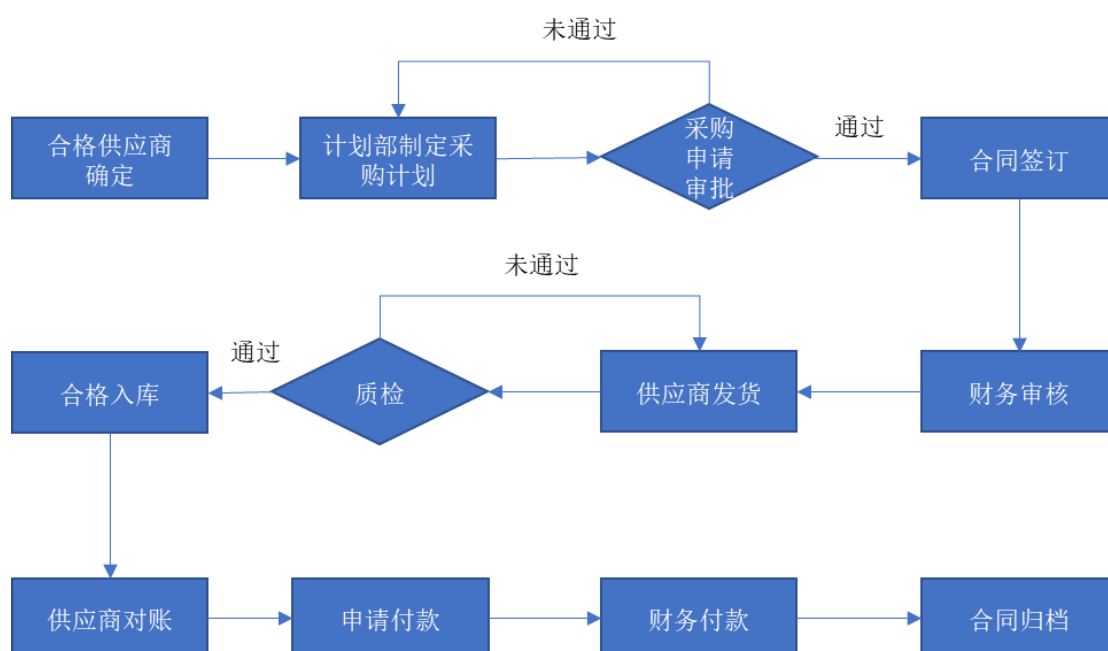 未通过
合格供应商
确定
计划部制定采
购计划
采购
申请
审批
通过
合同签订
未通过
合格入库
通过
质检
供应商发货
财务审核
供应商对账
申请付款
财务付款
合同归档